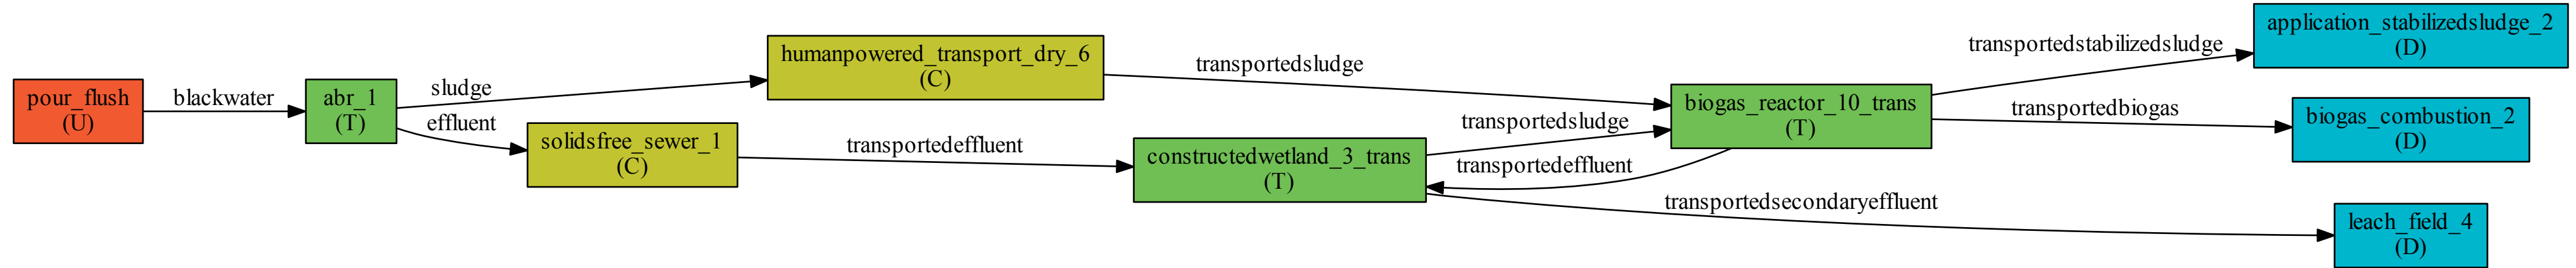 pour_flush
(U)
blackwater
abr_1
(T)
sludge
effluent
humanpowered_transport_dry_6
(C)
solidsfree_sewer_1
(C)
transportedsludge
transportedeffluent
constructedwetland_3_trans
(T)
transportedsludge
transportedeffluent
biogas_reactor_10_trans
(T)
transportedstabilizedsludge
transportedbiogas
transportedsecondaryeffluent
application_stabilizedsludge_2
(D)
biogas_combustion_2
(D)
leach_field_4
(D)